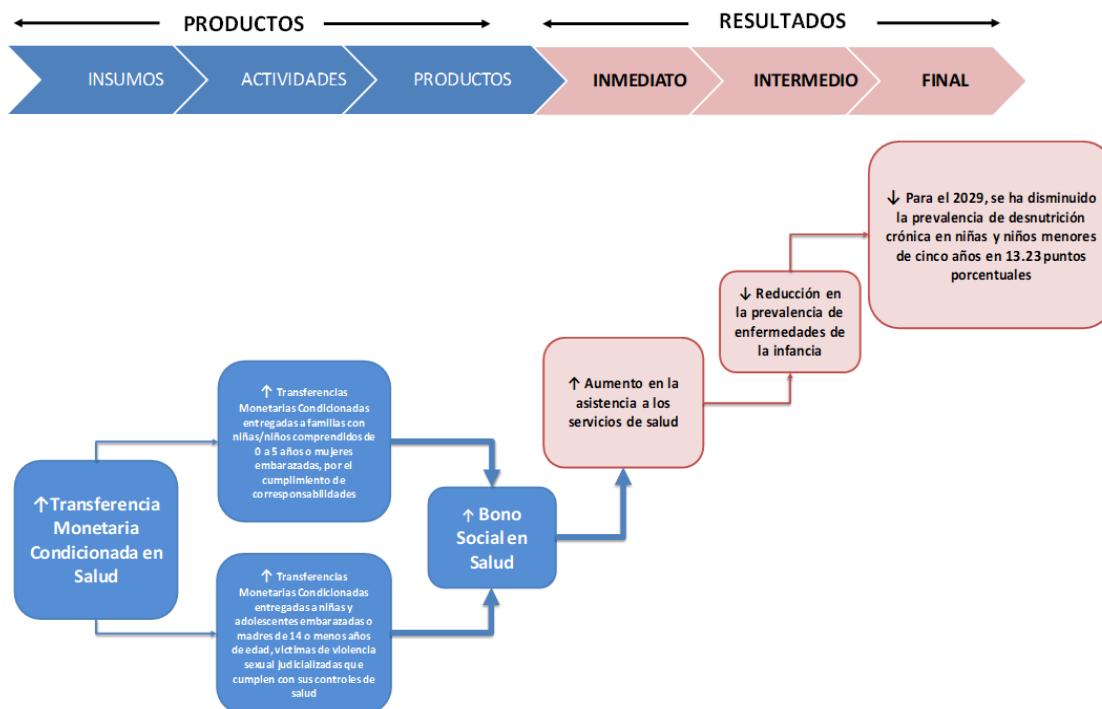 PRODUCTOS
RESULTADOS
INSUMOS
ACTIVIDADES
PRODUCTOS
INMEDIATO
INTERMEDIO
FINAL
↓ Para el 2029, se ha disminuido
la prevalencia de desnutrición
crónica en niñas y niños menores
de cinco años en 13.23 puntos
porcentuales
↓ Reducción en
la prevalencia de
enfermedades de
la infancia
↑ Aumento en la
asistencia a los
servicios de salud
↑ Transferencias
Monetarias Condicionadas
entregadas a familias con
niñas/niños comprendidos de
0 a 5 años o mujeres
embarazadas, por el
cumplimiento de
corresponsabilidades
↑Transferencia
Monetaria
Condicionada en
Salud
↑ Bono
Social en
Salud
↑ Transferencias
Monetarias Condicionadas
entregadas a niñas y
adolescentes embarazadas o
madres de 14 o menos años
de edad, víctimas de violencia
sexual judicializadas que
cumplen con sus controles de
salud